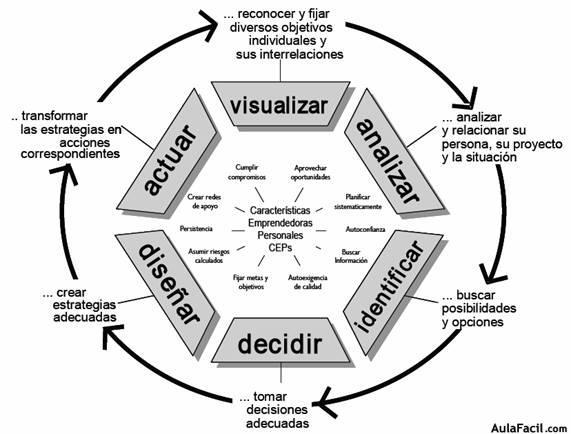 ... reconocer y fijar
diversos objetivos
individuales y
sus interrelaciones
visualizar
... analizar
y relacionar su
persona, su proyecto
y la situación
analizar
... buscar
posibilidades
y opciones
identificar
... tomar
decisiones
adecuadas
decidir
... crear
estrategias
adecuadas
diseñar
.. transformar
las estrategias en
acciones
correspondientes
actuar
Características
Emprendedoras
Personales
CEPs
Cumplir
compromisos
Aprovechar
oportunidades
Planificar
sistemáticamente
Autoconfianza
Buscar
Información
Autoexigencia
de calidad
Fijar metas y
objetivos
Asumir riesgos
calculados
Persistencia
Crear redes
de apoyo
AulaFacil.com